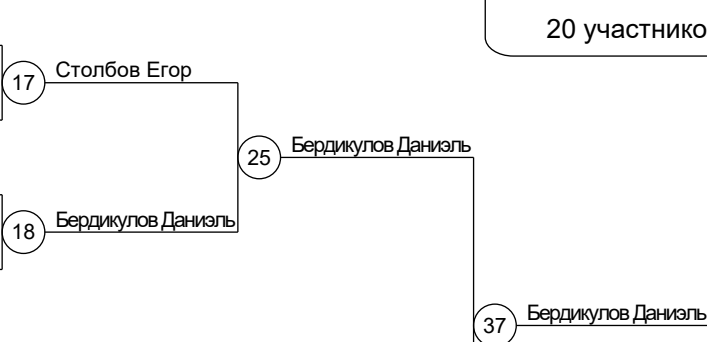 20 участнико
17 Столбов Егор
25 Бердикулов Даниэль
18 Бердикулов Даниэль
37 Бердикулов Даниэль